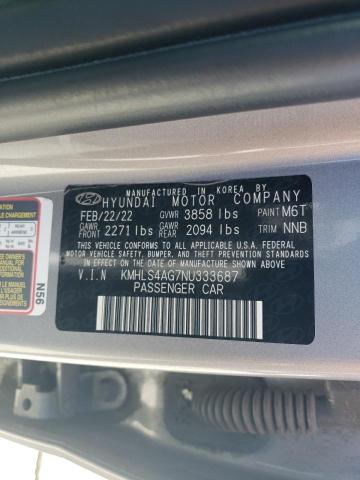 MANUFACTURED IN KOREA BY
HYUNDAI MOTOR COMPANY
FEB/22/22 GVWR 3858 lbs PAINT M6T
GAWR FRONT 2271 lbs GAWR REAR 2094 lbs TRIM NNB
THIS VEHICLE CONFORMS TO ALL APPLICABLE FEDERAL
MOTOR VEHICLE SAFETY, BUMPER, AND THEFT PREVENTION STANDARDS
IN EFFECT ON THE DATE OF MANUFACTURE SHOWN ABOVE.
V.I.N KMHLS4AG7NU333687
PASSENGER CAR
N56